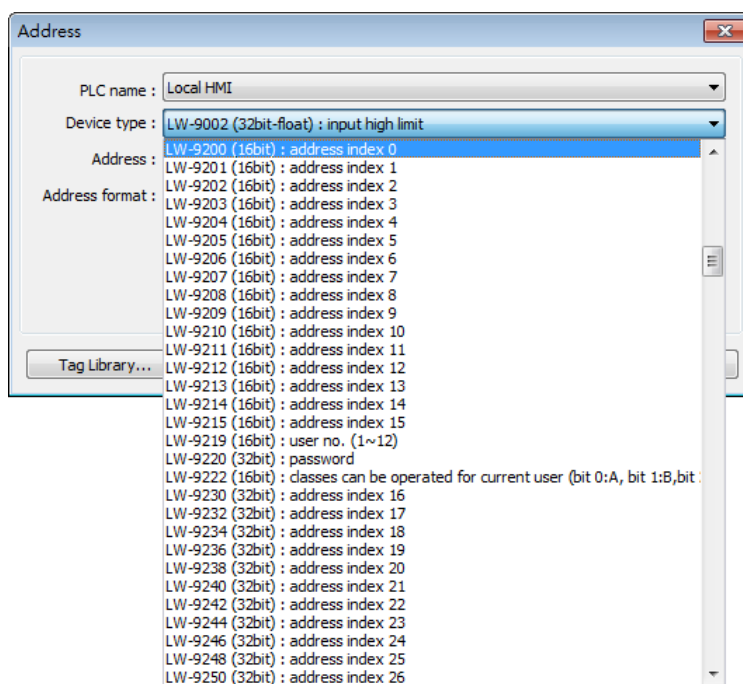 Address
PLC name : Local HMI
Device type : LW-9002 (32bit-float) : input high limit
Address :
Address format :
LW-9200 (16bit) : address index 0
LW-9201 (16bit) : address index 1
LW-9202 (16bit) : address index 2
LW-9203 (16bit) : address index 3
LW-9204 (16bit) : address index 4
LW-9205 (16bit) : address index 5
LW-9206 (16bit) : address index 6
LW-9207 (16bit) : address index 7
LW-9208 (16bit) : address index 8
LW-9209 (16bit) : address index 9
LW-9210 (16bit) : address index 10
LW-9211 (16bit) : address index 11
LW-9212 (16bit) : address index 12
LW-9213 (16bit) : address index 13
LW-9214 (16bit) : address index 14
LW-9215 (16bit) : address index 15
LW-9219 (16bit) : user no. (1~12)
LW-9220 (32bit) : password
LW-9222 (16bit) : classes can be operated for current user (bit 0:A, bit 1:B,bit
LW-9230 (32bit) : address index 16
LW-9232 (32bit) : address index 17
LW-9234 (32bit) : address index 18
LW-9236 (32bit) : address index 19
LW-9238 (32bit) : address index 20
LW-9240 (32bit) : address index 21
LW-9242 (32bit) : address index 22
LW-9244 (32bit) : address index 23
LW-9246 (32bit) : address index 24
LW-9248 (32bit) : address index 25
LW-9250 (32bit) : address index 26
Tag Library...